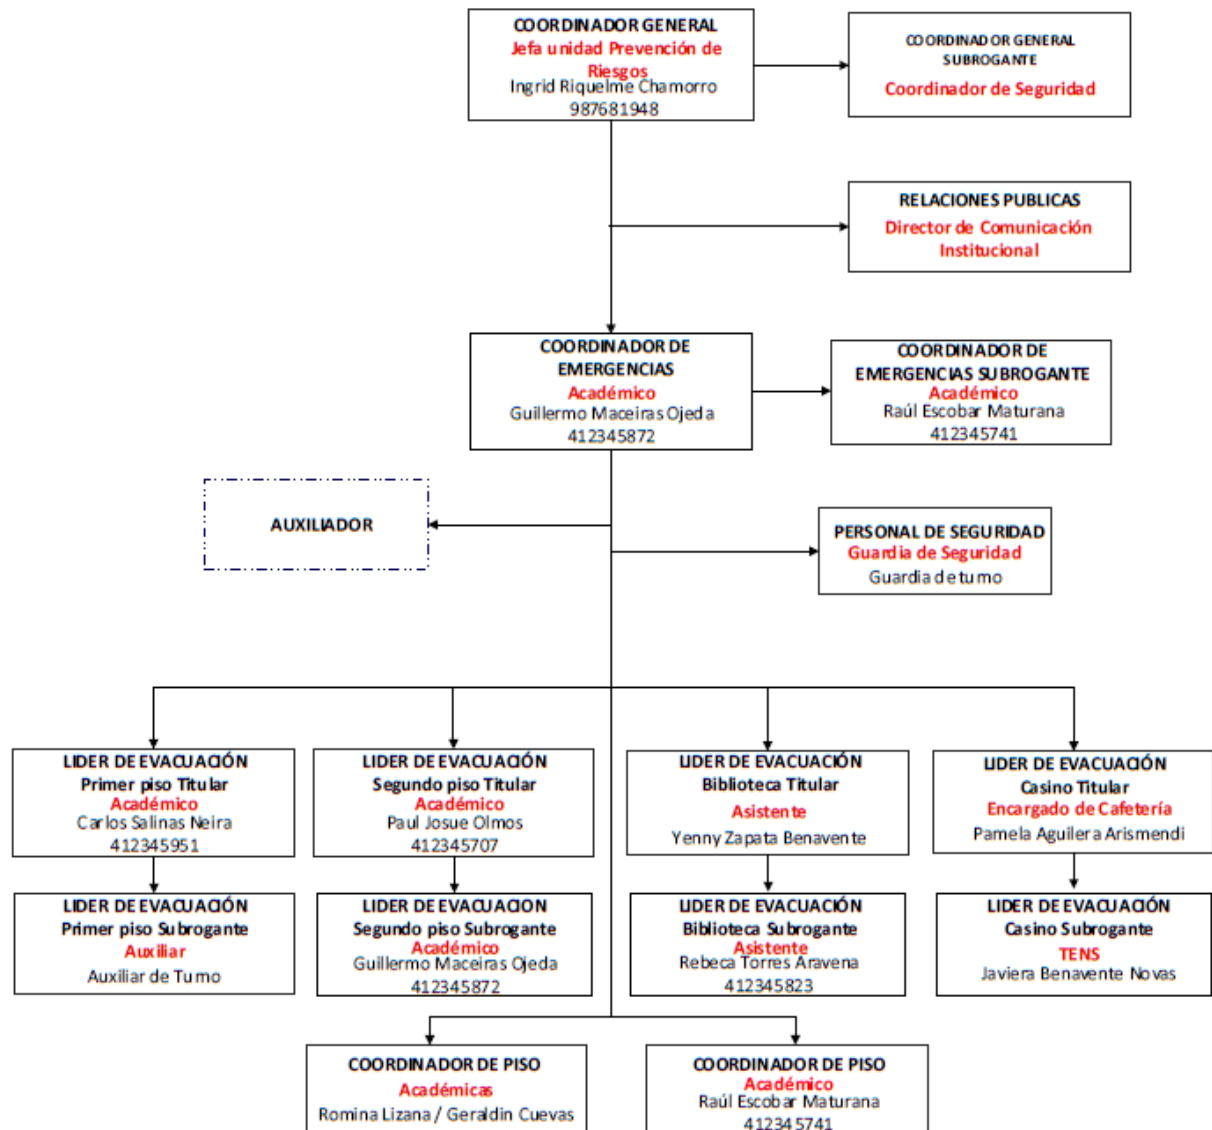 COORDINADOR GENERAL
Jefa unidad Prevención de
Riesgos
Ingrid Riquelme Chamorro
987681948
COORDINADOR GENERAL
SUBROGANTE
Coordinador de Seguridad
RELACIONES PUBLICAS
Director de Comunicación
Institucional
COORDINADOR DE
EMERGENCIAS
Académico
Guillermo Maceiras Ojeda
412345872
COORDINADOR DE
EMERGENCIAS SUBROGANTE
Académico
Raúl Escobar Maturana
412345741
AUXILIADOR
PERSONAL DE SEGURIDAD
Guardia de Seguridad
Guardia de turno
LIDER DE EVACUACIÓN
Primer piso Titular
Académico
Carlos Salinas Neira
412345951
LIDER DE EVACUACIÓN
Segundo piso Titular
Académico
Paul Josue Olmos
412345707
LIDER DE EVACUACIÓN
Biblioteca Titular
Asistente
Yenny Zapata Benavente
LIDER DE EVACUACIÓN
Casino Titular
Encargado de Cafetería
Pamela Aguilera Arismendi
LIDER DE EVACUACIÓN
Primer piso Subrogante
Auxiliar
Auxiliar de Turno
LIDER DE EVACUACION
Segundo piso Subrogante
Académico
Guillermo Maceiras Ojeda
412345872
LIDER DE EVACUACIÓN
Biblioteca Subrogante
Asistente
Rebeca Torres Aravena
412345823
LIDER DE EVACUACIÓN
Casino Subrogante
TENS
Javiera Benavente Novas
COORDINADOR DE PISO
Académicas
Romina Lizana / Geraldin Cuevas
COORDINADOR DE PISO
Académico
Raúl Escobar Maturana
412345741